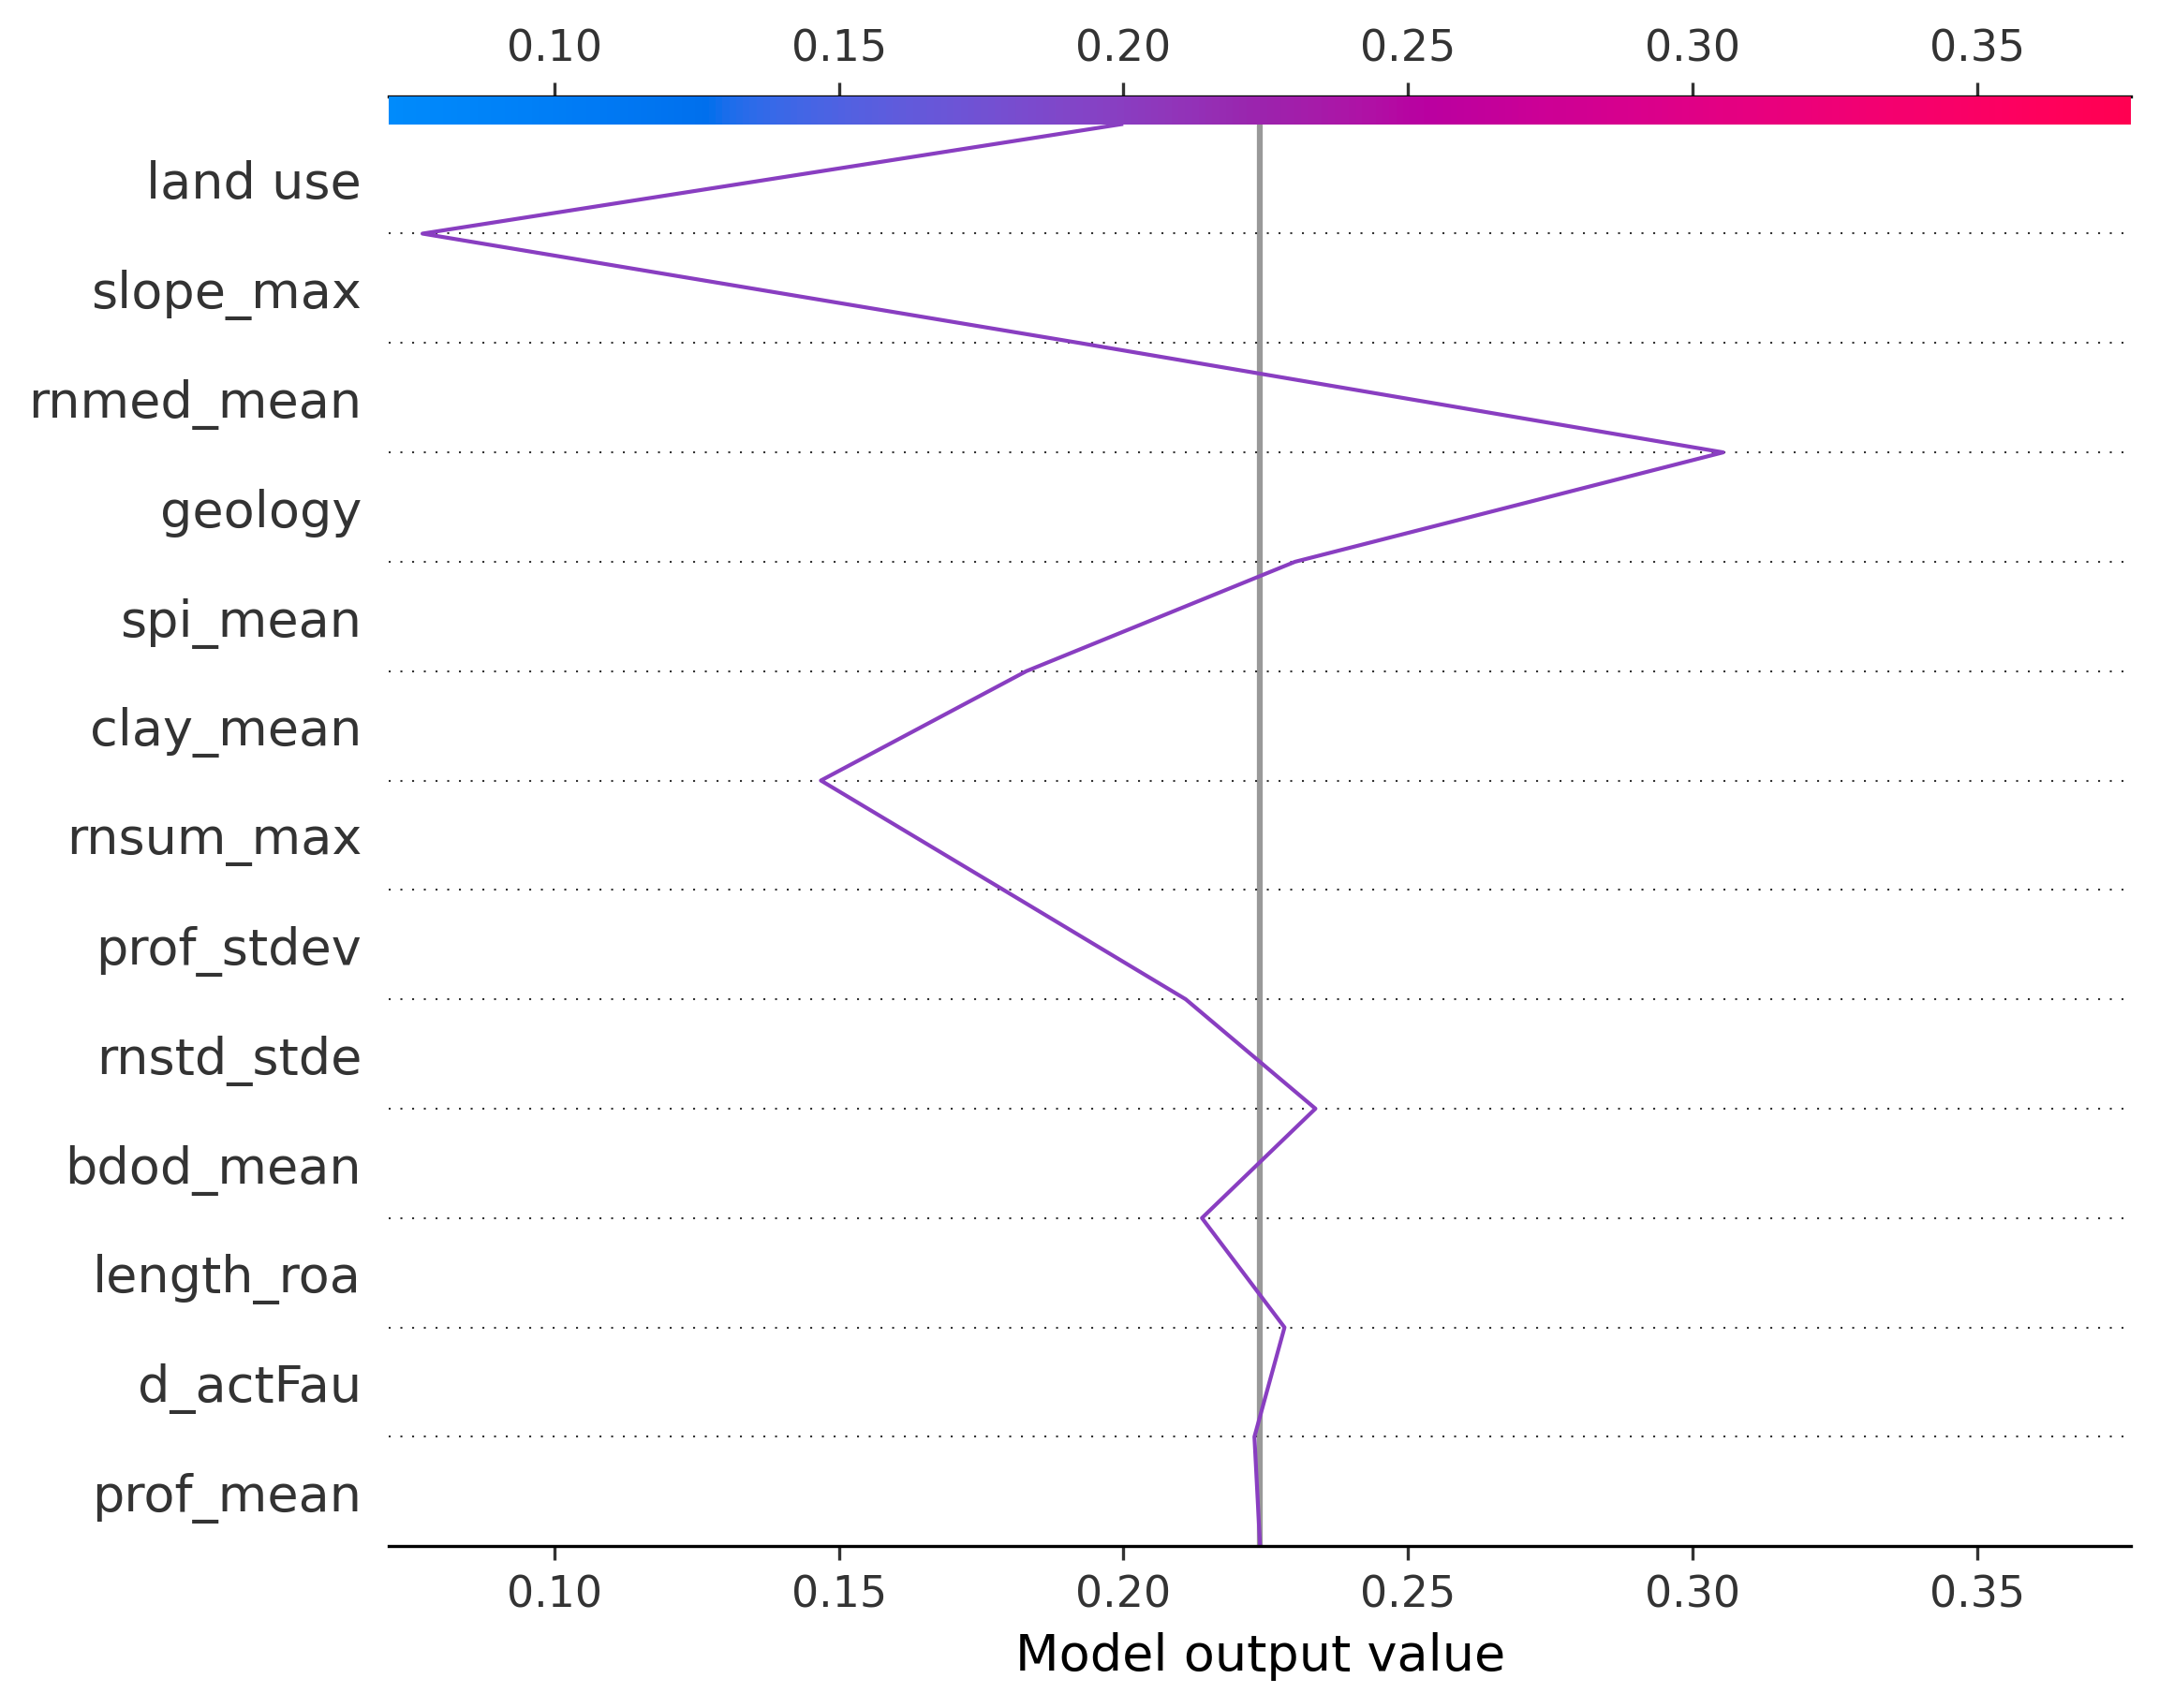 0.10 0.15 0.20 0.25 0.30 0.35
land use
slope_max
rnmed_mean
geology
spi_mean
clay_mean
rnsum_max
prof_stdev
rnstd_stde
bdod_mean
length_roa
d_actFau
prof_mean
0.10 0.15 0.20 0.25 0.30 0.35
Model output value